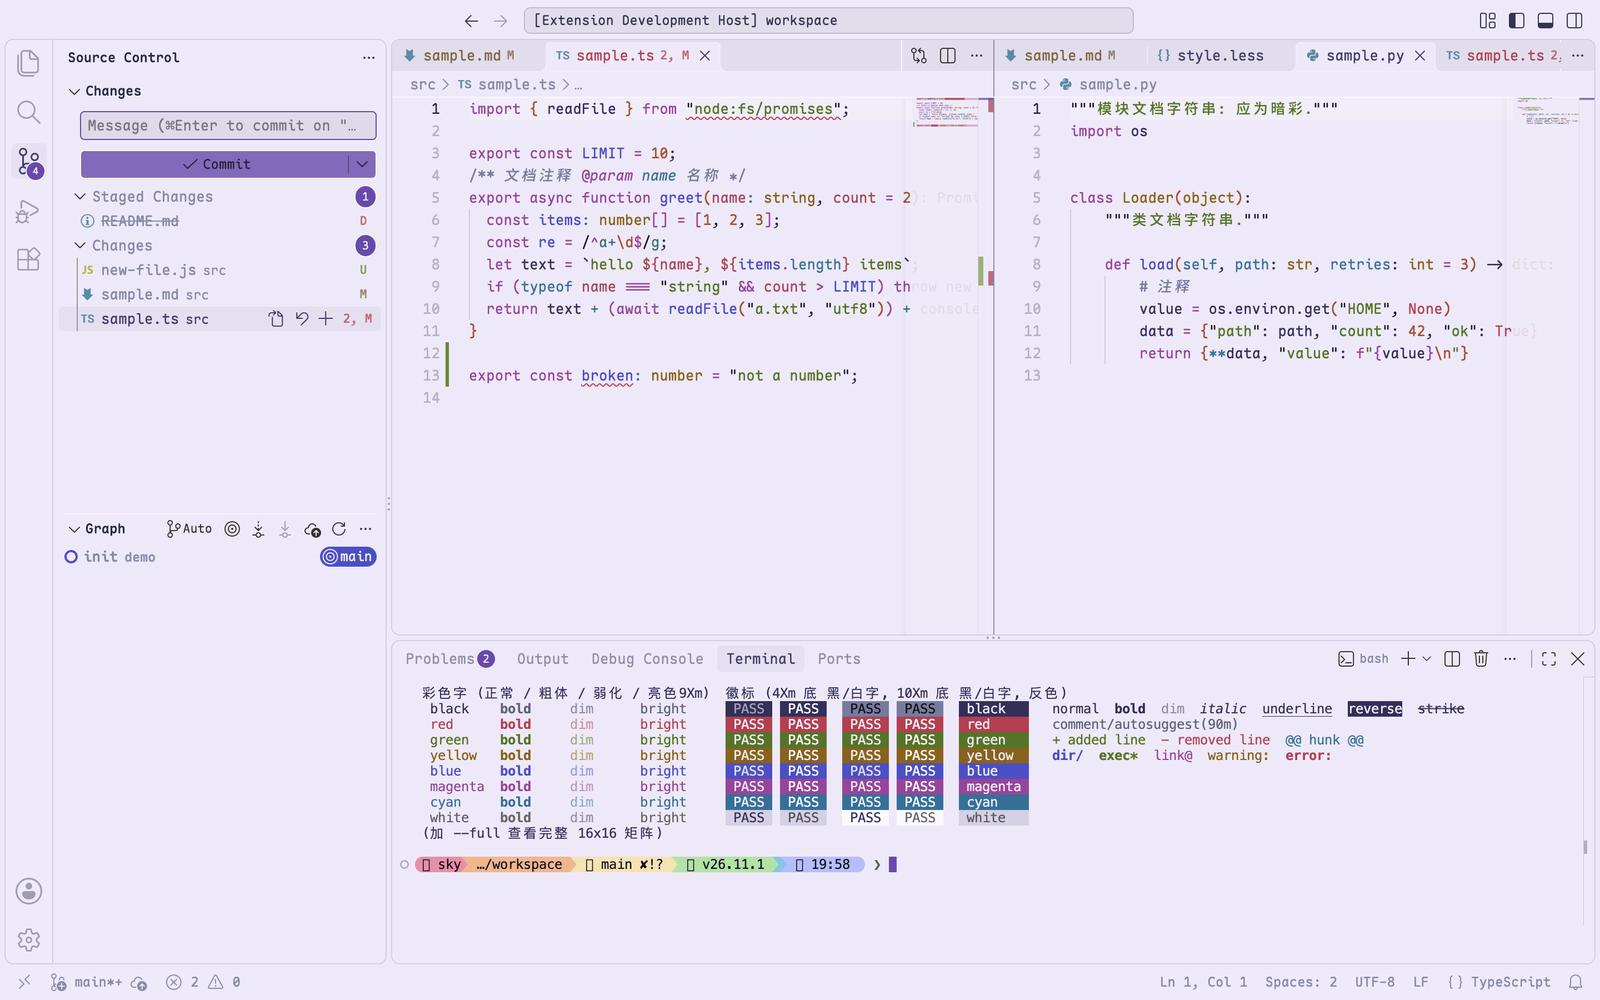 [Extension Development Host] workspace
Source Control
Changes
Message (⌘Enter to commit on "…
Commit
4
Staged Changes 1
README.md D
Changes 3
JS new-file.js src U
sample.md src M
TS sample.ts src 2, M
Graph Auto
init demo main
sample.md M TS sample.ts 2, M
src > TS sample.ts > …
1 import { readFile } from "node:fs/promises";
2
3 export const LIMIT = 10;
4 /** 文档注释 @param name 名称 */
5 export async function greet(name: string, count = 2): Promi
6 const items: number[] = [1, 2, 3];
7 const re = /^a+\d$/g;
8 let text = `hello ${name}, ${items.length} items`;
9 if (typeof name === "string" && count > LIMIT) throw new
10 return text + (await readFile("a.txt", "utf8")) + console
11 }
12
13 export const broken: number = "not a number";
14
sample.md M {} style.less sample.py TS sample.ts 2,
src > sample.py
1 """模块文档字符串: 应为暗彩."""
2 import os
3
4
5 class Loader(object):
6 """类文档字符串."""
7
8 def load(self, path: str, retries: int = 3) -> dict:
9 # 注释
10 value = os.environ.get("HOME", None)
11 data = {"path": path, "count": 42, "ok": True}
12 return {**data, "value": f"{value}\n"}
13
Problems 2 Output Debug Console Terminal Ports bash
彩色字 (正常 / 粗体 / 弱化 / 亮色9Xm) 徽标 (4Xm 底 黑/白字, 10Xm 底 黑/白字, 反色)
black bold dim bright PASS PASS PASS PASS black normal bold dim italic underline reverse strike
red bold dim bright PASS PASS PASS PASS red comment/autosuggest(90m)
green bold dim bright PASS PASS PASS PASS green + added line − removed line @@ hunk @@
yellow bold dim bright PASS PASS PASS PASS yellow dir/ exec* link@ warning: error:
blue bold dim bright PASS PASS PASS PASS blue
magenta bold dim bright PASS PASS PASS PASS magenta
cyan bold dim bright PASS PASS PASS PASS cyan
white bold dim bright PASS PASS PASS PASS white
(加 --full 查看完整 16x16 矩阵)
sky …/workspace main ✘!? v26.11.1 19:58 ❯
main*+ 2 0 Ln 1, Col 1 Spaces: 2 UTF-8 LF {} TypeScript